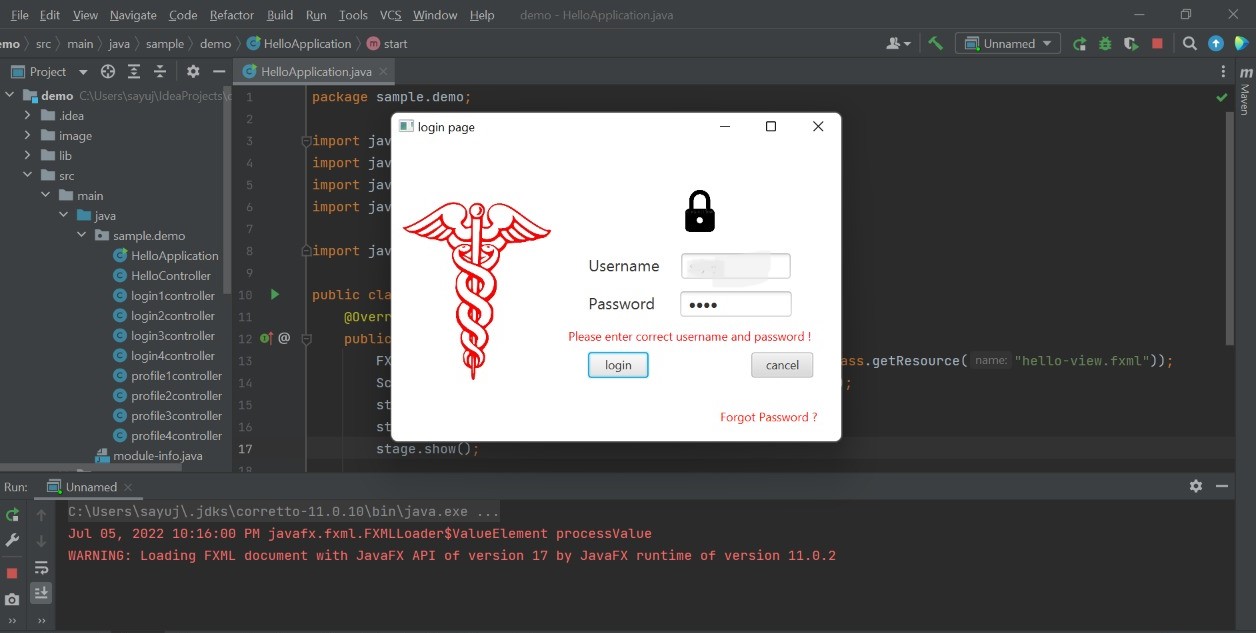 File Edit View Navigate Code Refactor Build Run Tools VCS Window Help demo - HelloApplication.java
emo src main java sample demo HelloApplication m start Unnamed
Project HelloApplication.java
demo C:\Users\sayuj\IdeaProjects\
.idea
image
lib
src
main
java
sample.demo
HelloApplication
HelloController
login1controller
login2controller
login3controller
login4controller
profile1controller
profile2controller
profile3controller
profile4controller
module-info.java
1 package sample.demo;
2
3 import jav
4 import jav
5 import jav
6 import jav
7
8 import jav
9
10 public cla
11 @Overr
12 @ public
13 FX ass.getResource( name: "hello-view.fxml"));
14 Sc ;
15 st
16 st
17 stage.show();
18
m Maven
login page
Username
Password ••••
Please enter correct username and password !
login cancel
Forgot Password ?
Run: Unnamed
C:\Users\sayuj\.jdks\corretto-11.0.10\bin\java.exe ...
Jul 05, 2022 10:16:00 PM javafx.fxml.FXMLLoader$ValueElement processValue
WARNING: Loading FXML document with JavaFX API of version 17 by JavaFX runtime of version 11.0.2